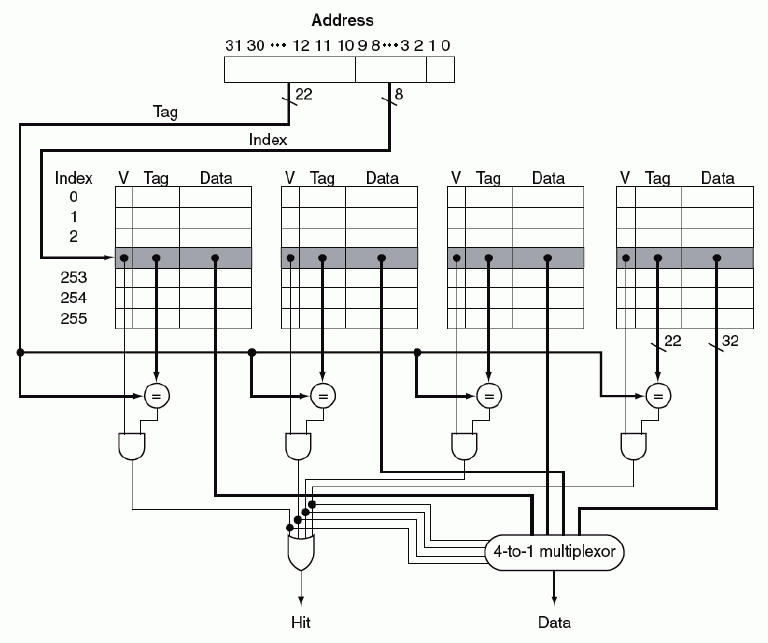 Address
31 30 ••• 12 11 10 9 8 ••• 3 2 1 0
22
8
Tag
Index
Index V Tag Data V Tag Data V Tag Data V Tag Data
0
1
2
253
254
255
22 32
= = = =
4-to-1 multiplexor
Hit Data